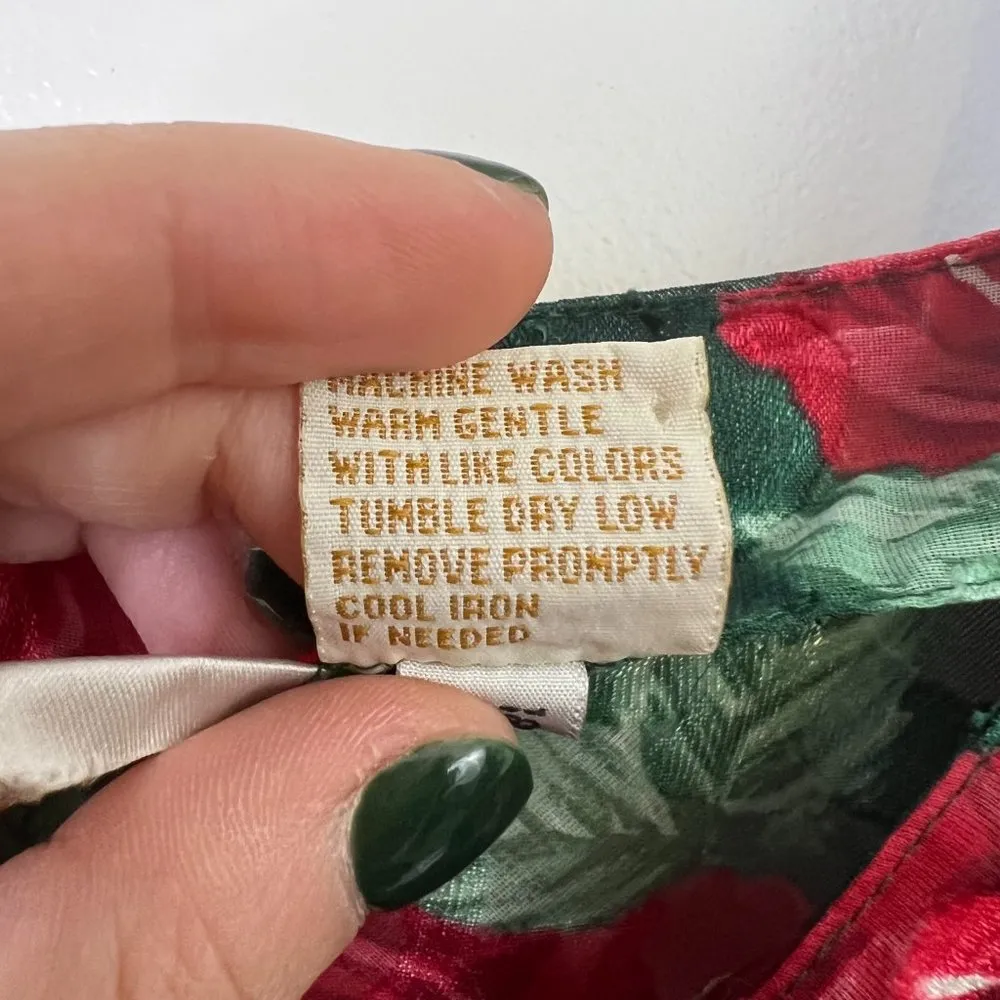 MACHINE WASH
WARM GENTLE
WITH LIKE COLORS
TUMBLE DRY LOW
REMOVE PROMPTLY
COOL IRON
IF NEEDED